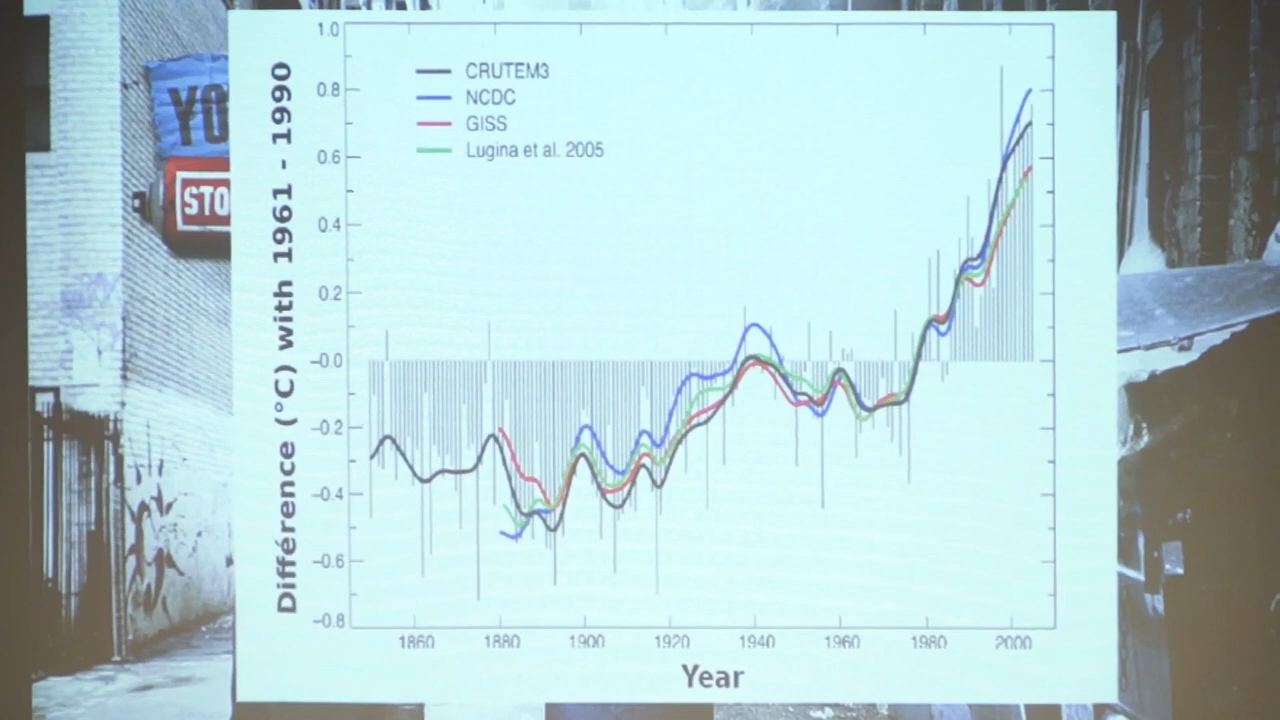 YO
STO
Différence (°C) with 1961 - 1990
1.0
0.8
0.6
0.4
0.2
-0.0
-0.2
-0.4
-0.6
-0.8
CRUTEM3
NCDC
GISS
Lugina et al. 2005
1860 1880 1900 1920 1940 1960 1980 2000
Year